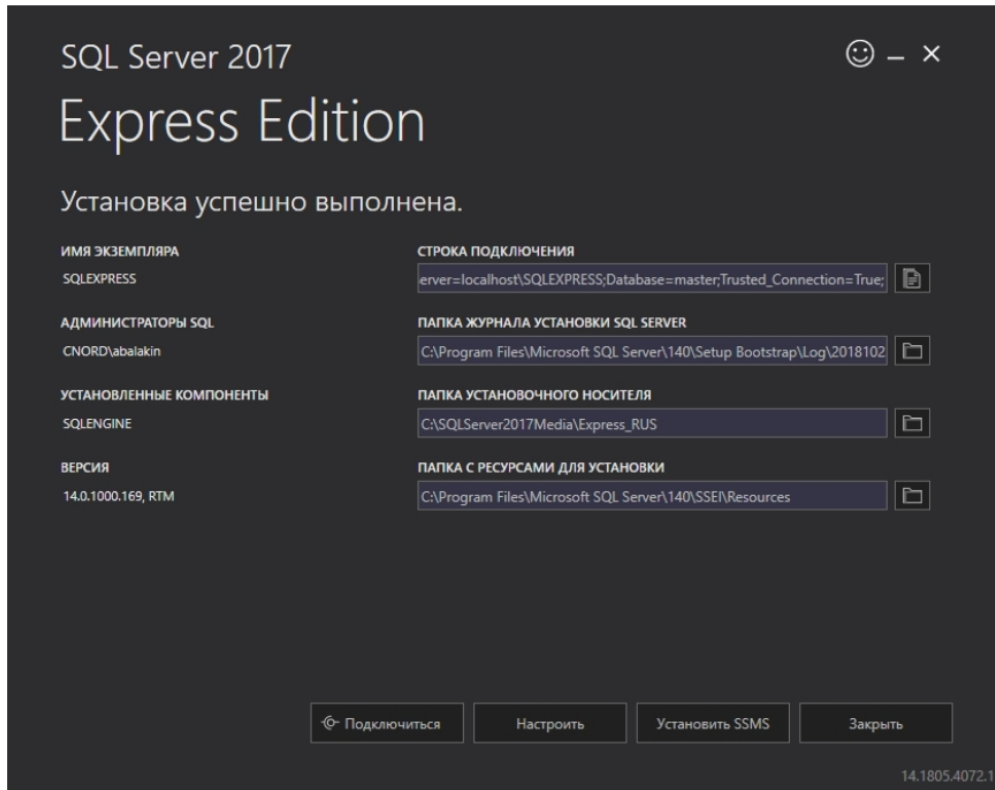 SQL Server 2017
Express Edition
Установка успешно выполнена.
ИМЯ ЭКЗЕМПЛЯРА
SQLEXPRESS
СТРОКА ПОДКЛЮЧЕНИЯ
erver=localhost\SQLEXPRESS;Database=master;Trusted_Connection=True;
АДМИНИСТРАТОРЫ SQL
CNORD\abalakin
ПАПКА ЖУРНАЛА УСТАНОВКИ SQL SERVER
C:\Program Files\Microsoft SQL Server\140\Setup Bootstrap\Log\2018102
УСТАНОВЛЕННЫЕ КОМПОНЕНТЫ
SQLENGINE
ПАПКА УСТАНОВОЧНОГО НОСИТЕЛЯ
C:\SQLServer2017Media\Express_RUS
ВЕРСИЯ
14.0.1000.169, RTM
ПАПКА С РЕСУРСАМИ ДЛЯ УСТАНОВКИ
C:\Program Files\Microsoft SQL Server\140\SSEI\Resources
Подключиться
Настроить
Установить SSMS
Закрыть
14.1805.4072.1